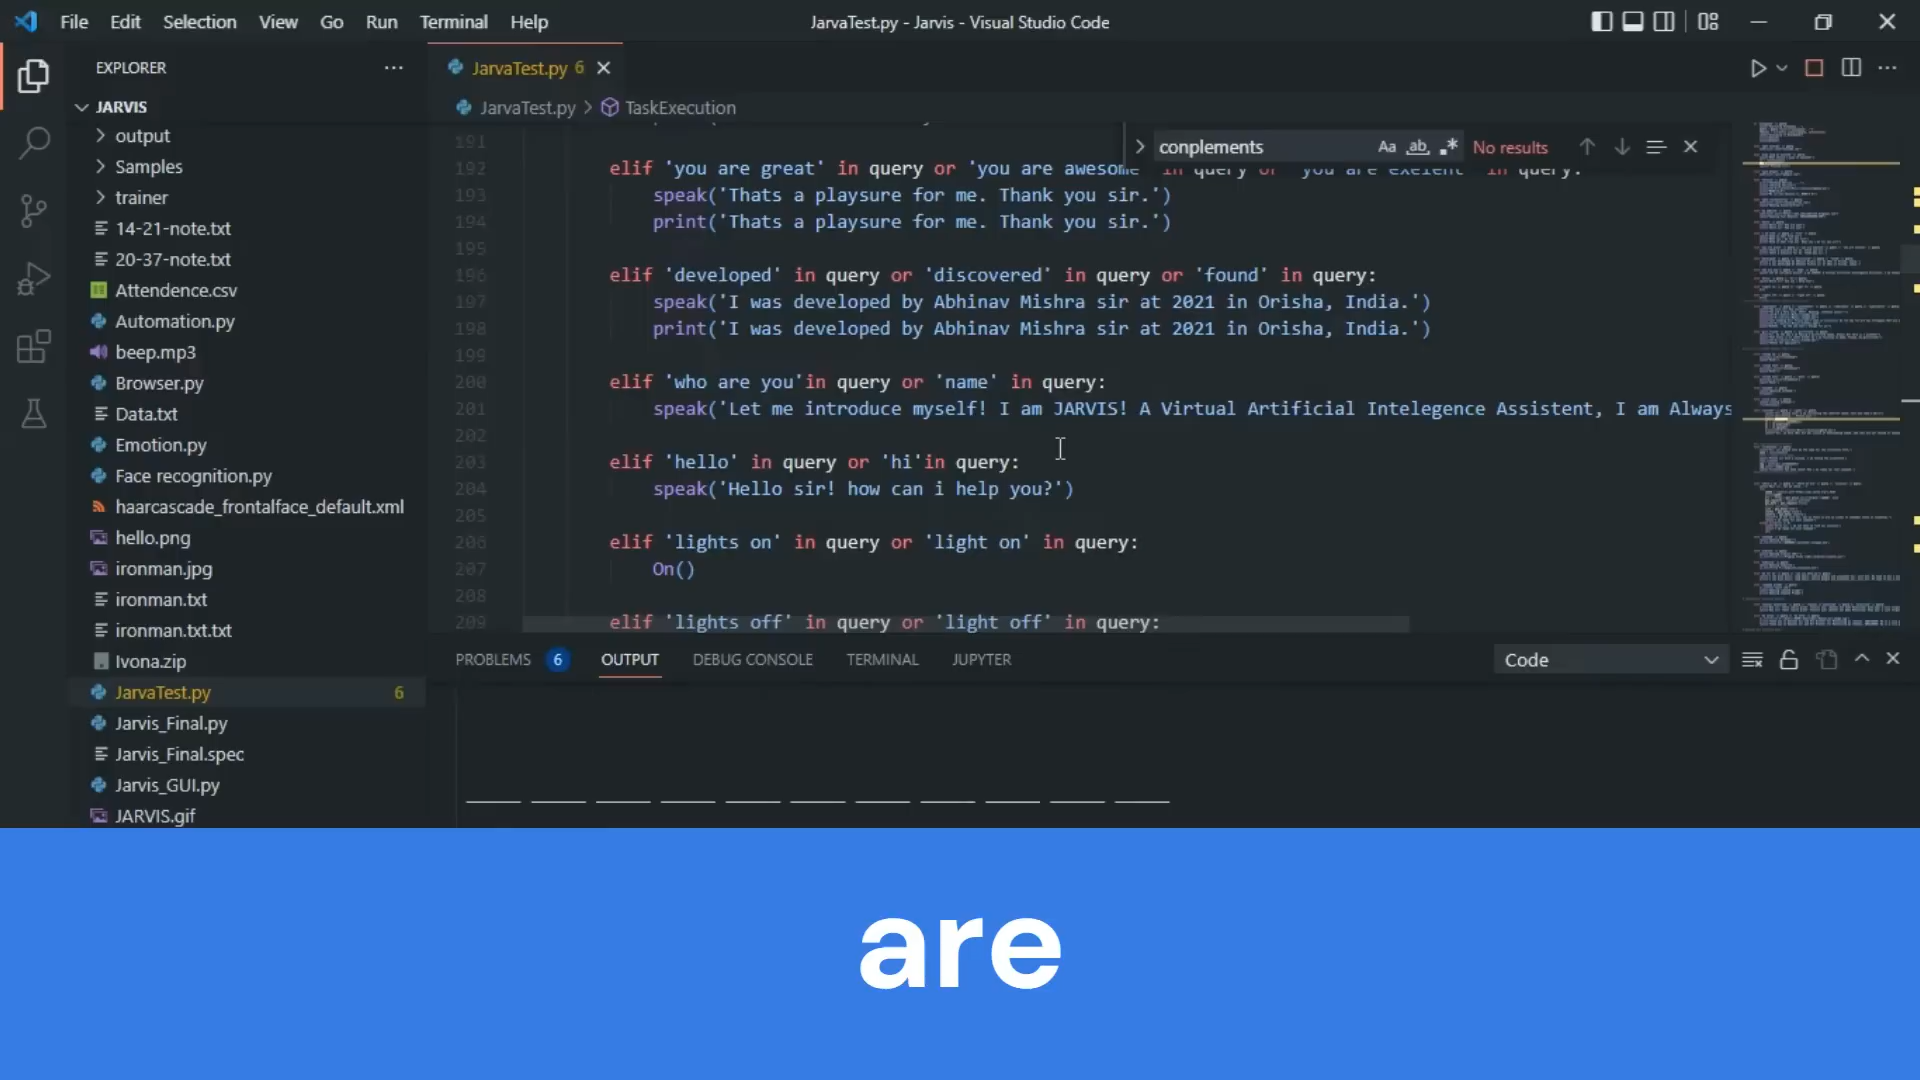 File Edit Selection View Go Run Terminal Help JarvaTest.py - Jarvis - Visual Studio Code
EXPLORER
JARVIS
output
Samples
trainer
14-21-note.txt
20-37-note.txt
Attendence.csv
Automation.py
beep.mp3
Browser.py
Data.txt
Emotion.py
Face recognition.py
haarcascade_frontalface_default.xml
hello.png
ironman.jpg
ironman.txt
ironman.txt.txt
Ivona.zip
JarvaTest.py 6
Jarvis_Final.py
Jarvis_Final.spec
Jarvis_GUI.py
JARVIS.gif
JarvaTest.py 6
JarvaTest.py > TaskExecution
conplements Aa ab No results
191
192 elif 'you are great' in query or 'you are awesome' in query or 'you are exelent' in query:
193 speak('Thats a playsure for me. Thank you sir.')
194 print('Thats a playsure for me. Thank you sir.')
195
196 elif 'developed' in query or 'discovered' in query or 'found' in query:
197 speak('I was developed by Abhinav Mishra sir at 2021 in Orisha, India.')
198 print('I was developed by Abhinav Mishra sir at 2021 in Orisha, India.')
199
200 elif 'who are you'in query or 'name' in query:
201 speak('Let me introduce myself! I am JARVIS! A Virtual Artificial Intelegence Assistent, I am Always
202
203 elif 'hello' in query or 'hi'in query:
204 speak('Hello sir! how can i help you?')
205
206 elif 'lights on' in query or 'light on' in query:
207 On()
208
209 elif 'lights off' in query or 'light off' in query:
PROBLEMS 6 OUTPUT DEBUG CONSOLE TERMINAL JUPYTER Code
are